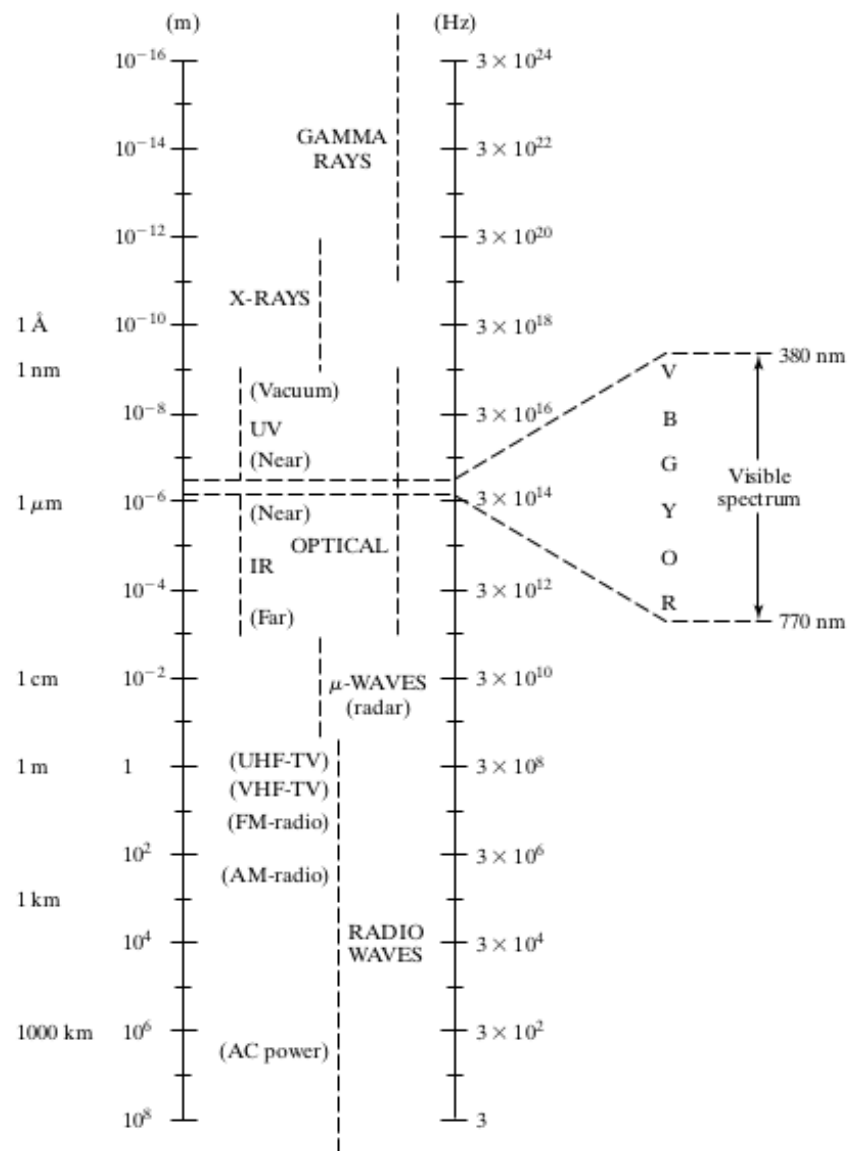 (m) (Hz)
10⁻¹⁶ 3 × 10²⁴
GAMMA
10⁻¹⁴ 3 × 10²²
RAYS
10⁻¹² 3 × 10²⁰
X-RAYS
1 Å 10⁻¹⁰ 3 × 10¹⁸
380 nm
1 nm V
(Vacuum)
10⁻⁸ 3 × 10¹⁶
B
UV
(Near) G
Visible
1 μm 10⁻⁶ 3 × 10¹⁴ spectrum
(Near) Y
OPTICAL
IR O
10⁻⁴ 3 × 10¹²
R
(Far) 770 nm
1 cm 10⁻² μ-WAVES 3 × 10¹⁰
(radar)
(UHF-TV)
1 m 1 3 × 10⁸
(VHF-TV)
(FM-radio)
10² 3 × 10⁶
(AM-radio)
1 km
RADIO
10⁴ 3 × 10⁴
WAVES
1000 km 10⁶ 3 × 10²
(AC power)
10⁸ 3